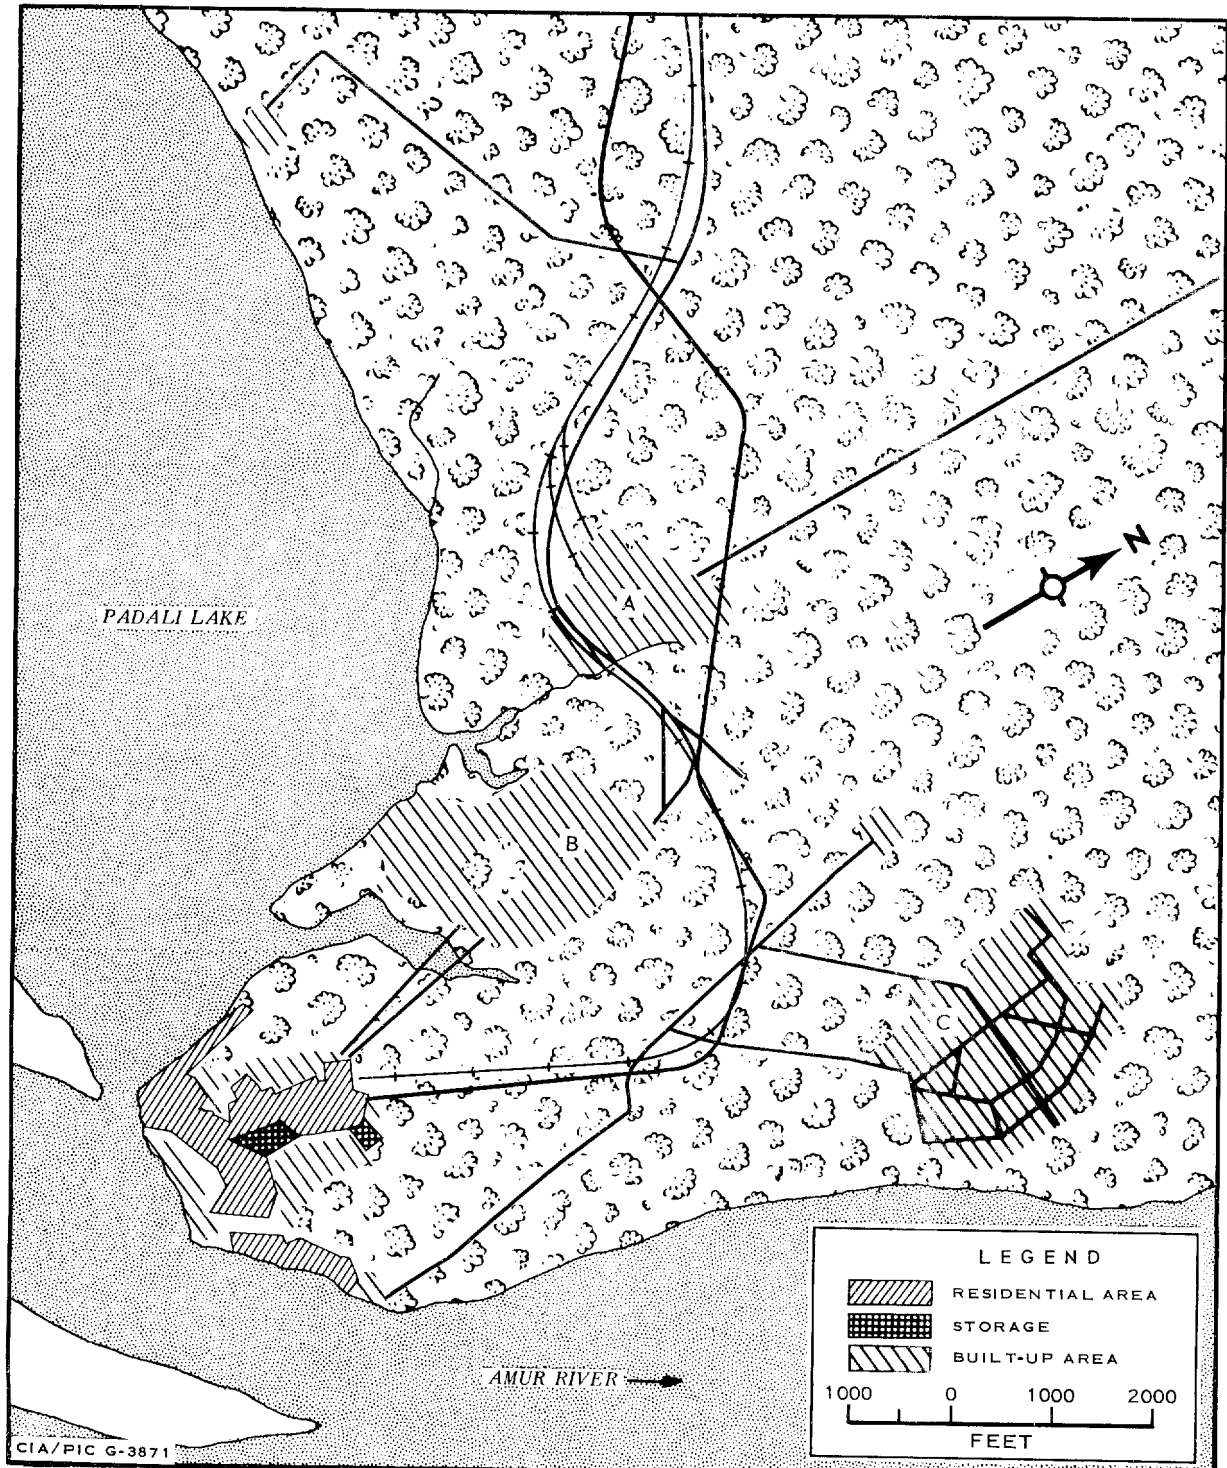 A
N
PADALI LAKE
B
C
LEGEND
RESIDENTIAL AREA
STORAGE
BUILT-UP AREA
AMUR RIVER
1000 0 1000 2000
FEET
CIA/PIC G-3871